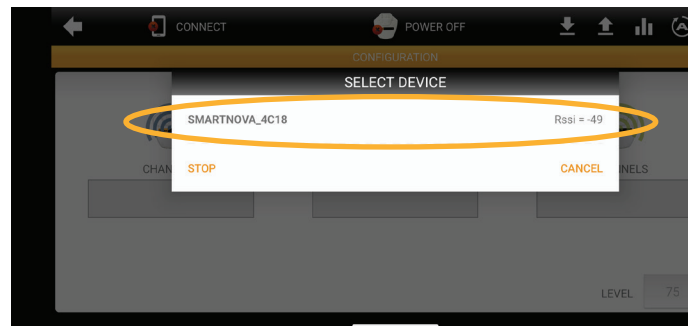 CONNECT
POWER OFF
CONFIGURATION
SELECT DEVICE
SMARTNOVA_4C18
Rssi = -49
CHAN
STOP
CANCEL
NELS
LEVEL
75